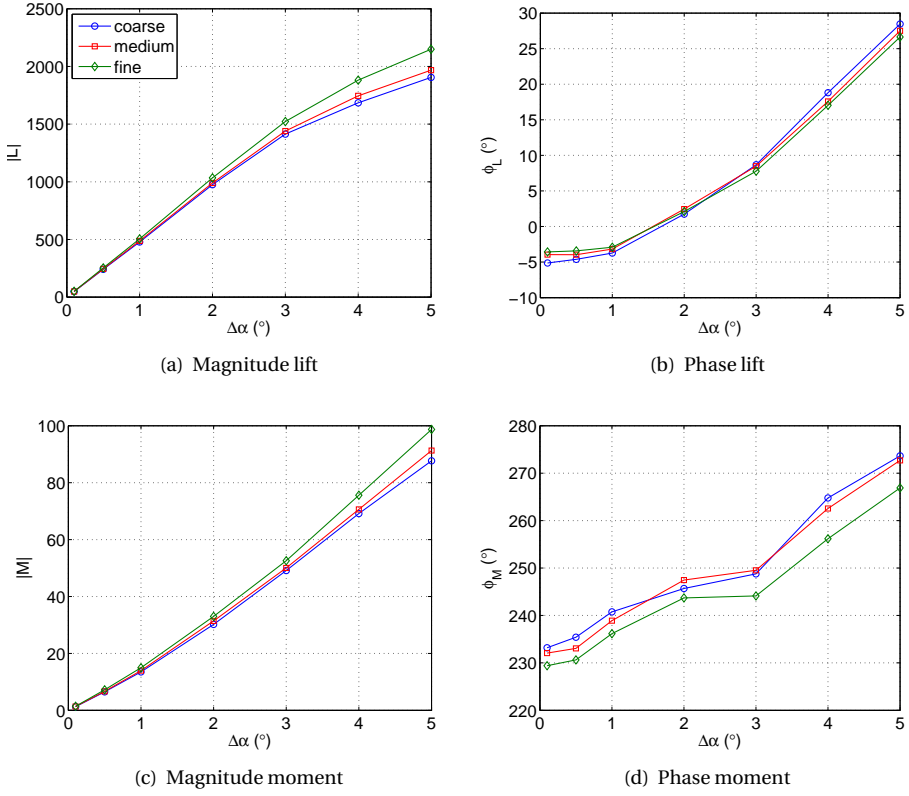 2500
2000
1500
1000
500
0
|L|
coarse
medium
fine
0 1 2 3 4 5
Δα (°)
(a) Magnitude lift
30
25
20
15
10
5
0
−5
−10
ϕ_L (°)
0 1 2 3 4 5
Δα (°)
(b) Phase lift
100
80
60
40
20
0
|M|
0 1 2 3 4 5
Δα (°)
(c) Magnitude moment
280
270
260
250
240
230
220
ϕ_M (°)
0 1 2 3 4 5
Δα (°)
(d) Phase moment